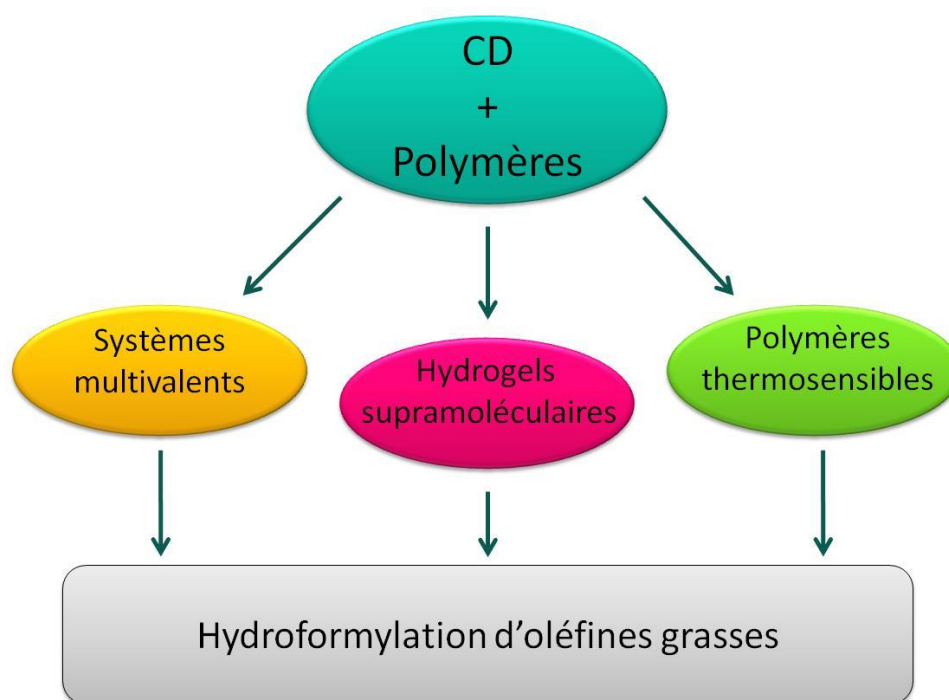 CD
+
Polymères
Systèmes
multivalents
Hydrogels
supramoléculaires
Polymères
thermosensibles
Hydroformylation d’oléfines grasses